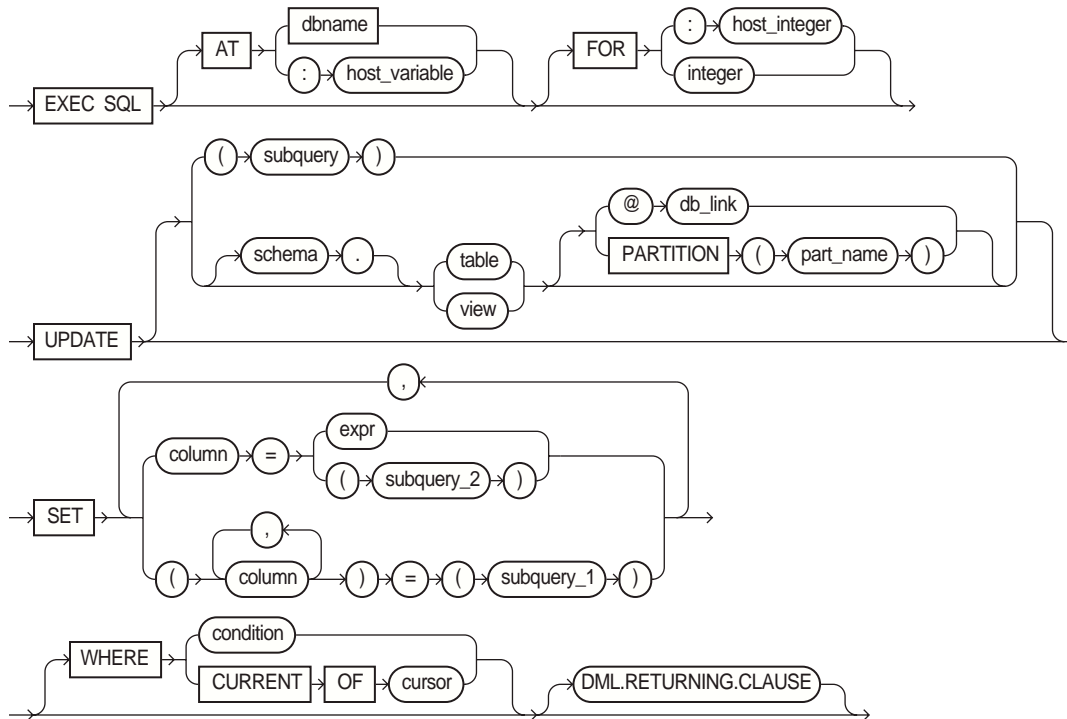 AT dbname FOR : host_integer
: host_variable integer
EXEC SQL
( subquery )
@ db_link
schema . table PARTITION ( part_name )
view
UPDATE
,
expr
column =
( subquery_2 )
SET
,
( column ) = ( subquery_1 )
condition
WHERE
CURRENT OF cursor DML.RETURNING.CLAUSE